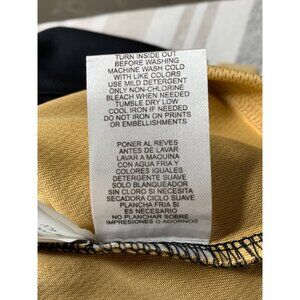 TURN INSIDE OUT
BEFORE WASHING
MACHINE WASH COLD
WITH LIKE COLORS
USE MILD DETERGENT
ONLY NON-CHLORINE
BLEACH WHEN NEEDED
TUMBLE DRY LOW
COOL IRON IF NEEDED
DO NOT IRON ON PRINTS
OR EMBELLISHMENTS
PONER AL REVES
ANTES DE LAVAR
LAVAR A MAQUINA
CON AGUA FRIA Y
COLORES IGUALES
DETERGENTE SUAVE
SOLO BLANQUEADOR
SIN CLORO SI NECESITA
SECADORA CICLO SUAVE
PLANCHA FRIA SI
ES NECESARIO
NO PLANCHAR SOBRE
IMPRESIONES O ADORNOS